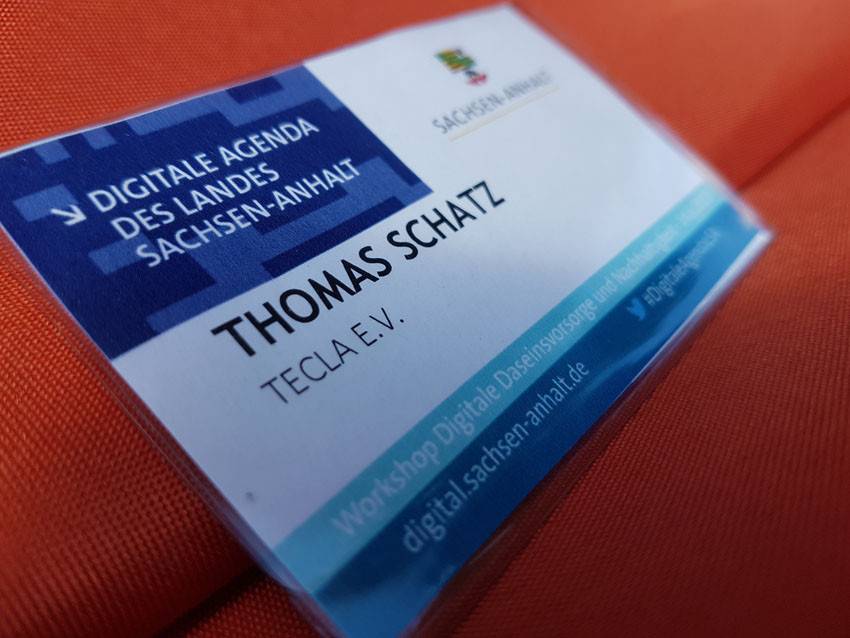 DIGITALE AGENDA
DES LANDES
SACHSEN-ANHALT
SACHSEN-ANHALT
THOMAS SCHATZ
TECLA E.V.
Workshop Digitale Daseinsvorsorge und Nachhaltigkeit
digital.sachsen-anhalt.de
#DigitaleAgendaLSA